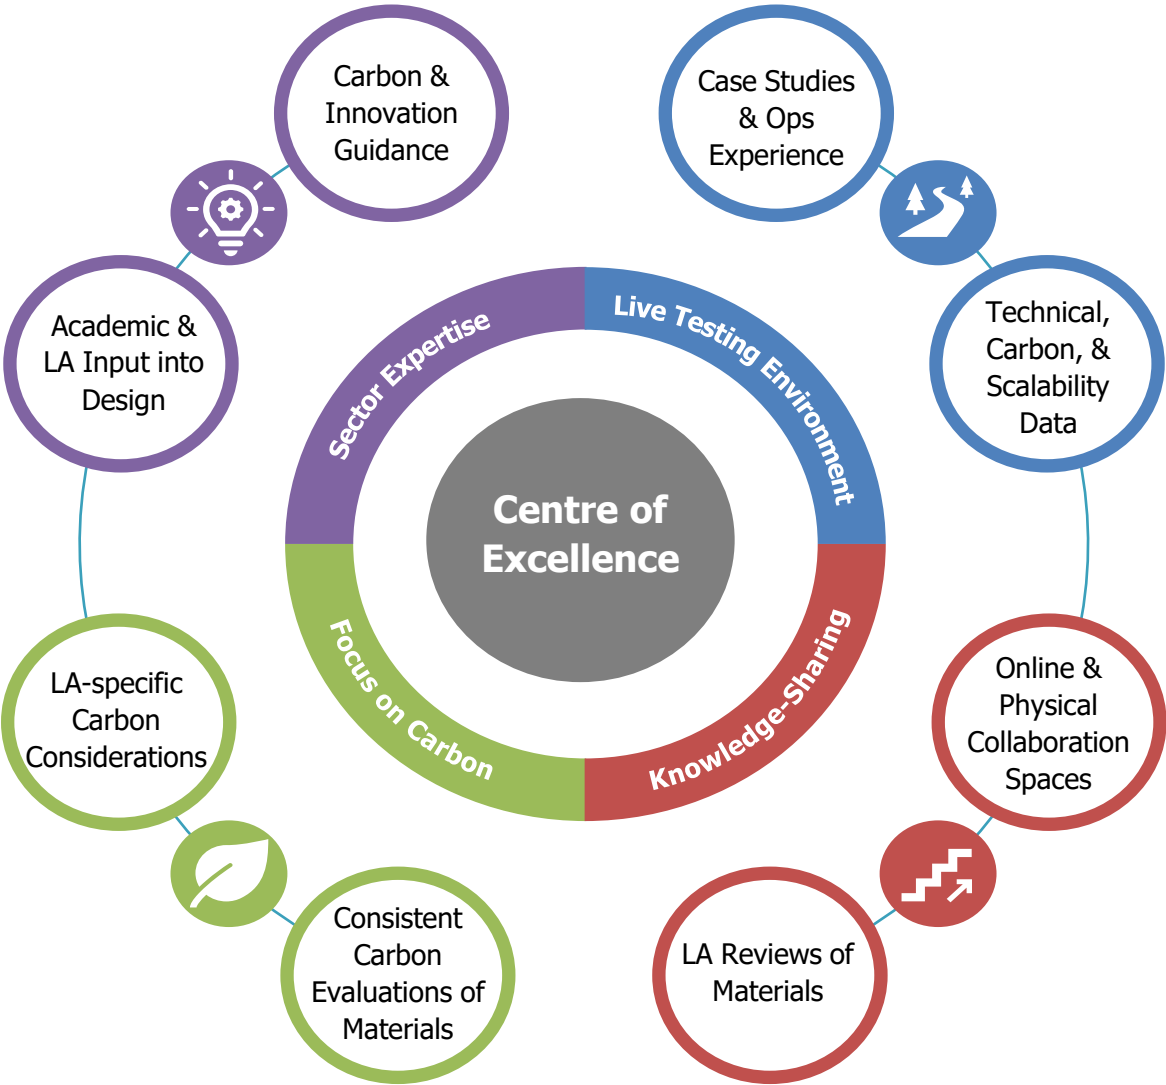 Carbon &
Innovation
Guidance
Case Studies
& Ops
Experience
Academic &
LA Input into
Design
Technical,
Carbon, &
Scalability
Data
Sector Expertise
Live Testing Environment
Centre of
Excellence
Focus on Carbon
Knowledge-Sharing
LA-specific
Carbon
Considerations
Online &
Physical
Collaboration
Spaces
Consistent
Carbon
Evaluations of
Materials
LA Reviews of
Materials